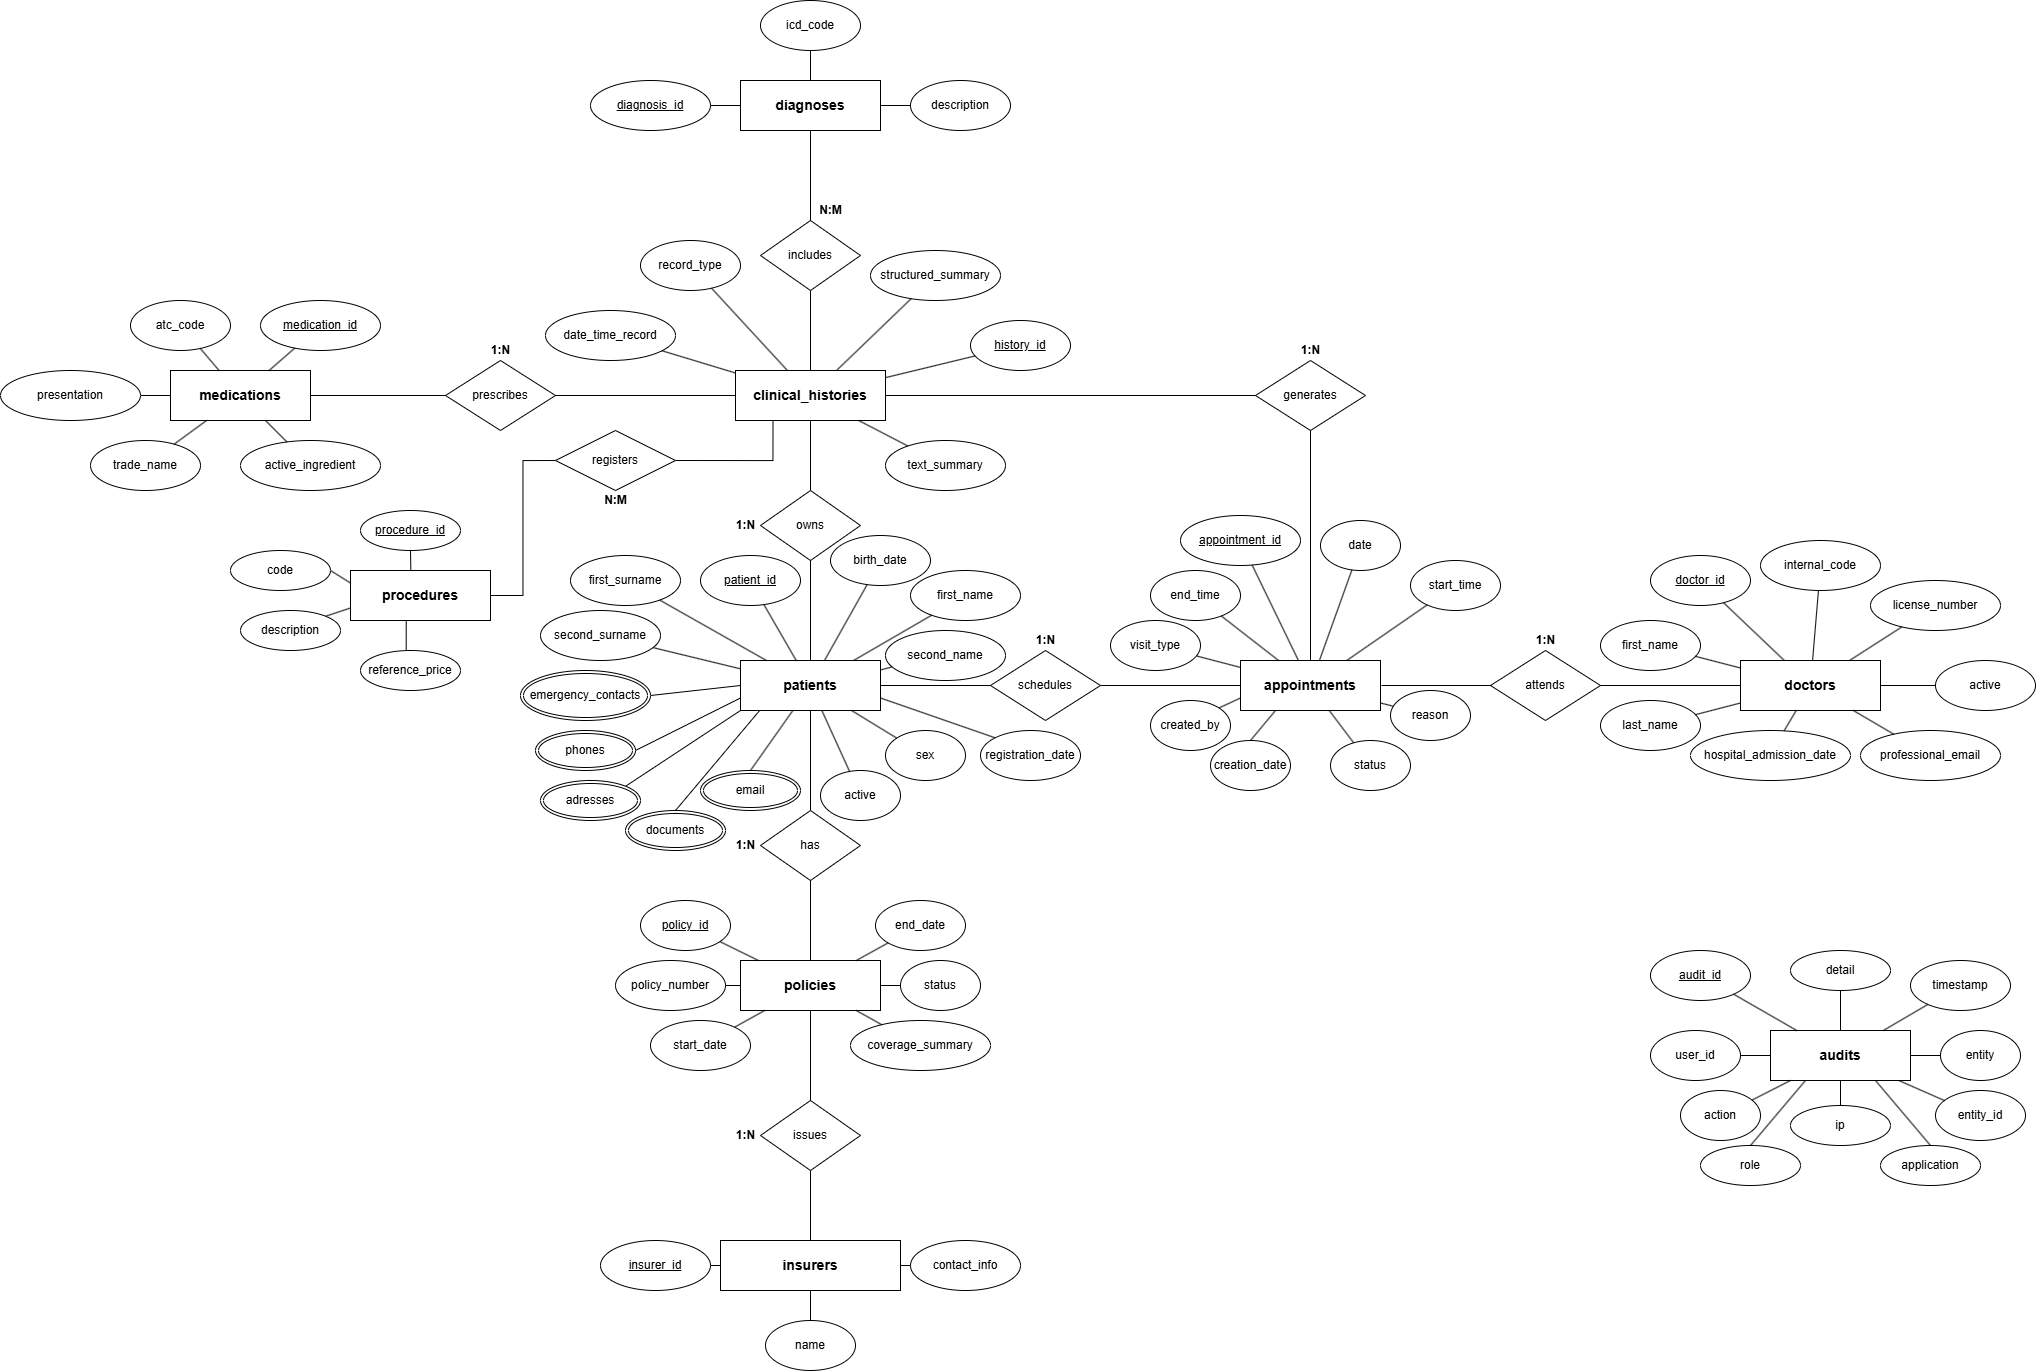 icd_code
diagnosis_id
diagnoses
description
N:M
includes
record_type
structured_summary
date_time_record
history_id
atc_code
medication_id
1:N
1:N
presentation
medications
prescribes
clinical_histories
generates
trade_name
active_ingredient
registers
text_summary
N:M
procedure_id
1:N
owns
code
procedures
description
reference_price
first_surname
patient_id
birth_date
first_name
second_surname
second_name
emergency_contacts
patients
phones
adresses
documents
email
active
sex
registration_date
1:N
schedules
appointment_id
date
end_time
start_time
visit_type
appointments
created_by
creation_date
status
reason
1:N
attends
doctor_id
internal_code
license_number
first_name
doctors
active
last_name
hospital_admission_date
professional_email
1:N
has
policy_id
end_date
policy_number
policies
status
start_date
coverage_summary
1:N
issues
insurer_id
insurers
contact_info
name
audit_id
detail
timestamp
user_id
audits
entity
action
ip
entity_id
role
application